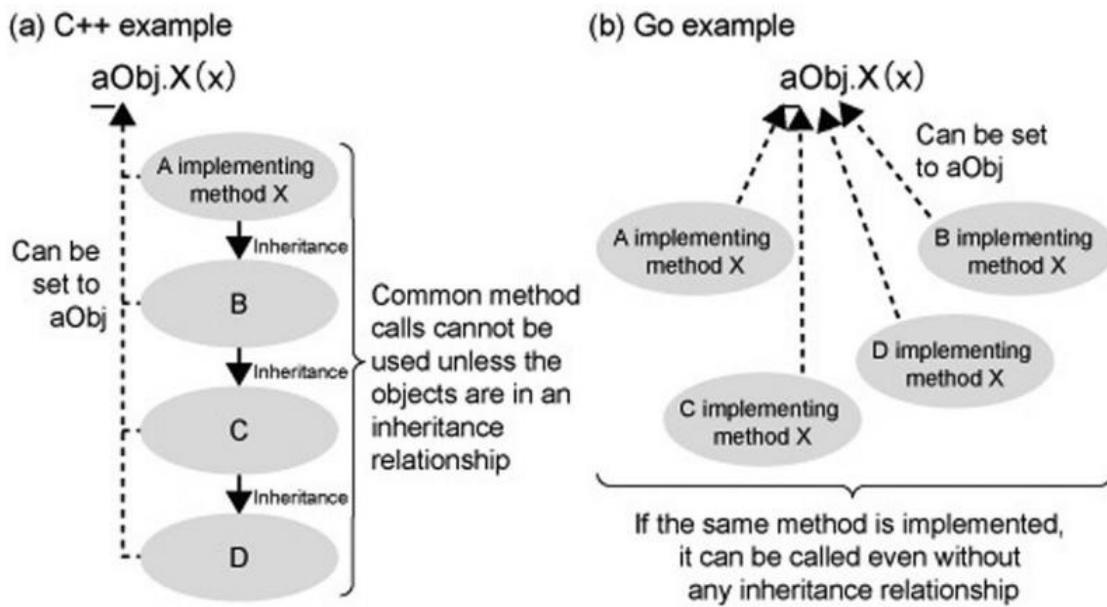 (a) C++ example
aObj.X(x)
A implementing
method X
Inheritance
B
Inheritance
C
Inheritance
D
Can be
set to
aObj
Common method
calls cannot be
used unless the
objects are in an
inheritance
relationship
(b) Go example
aObj.X(x)
Can be set
to aObj
A implementing
method X
B implementing
method X
D implementing
method X
C implementing
method X
If the same method is implemented,
it can be called even without
any inheritance relationship